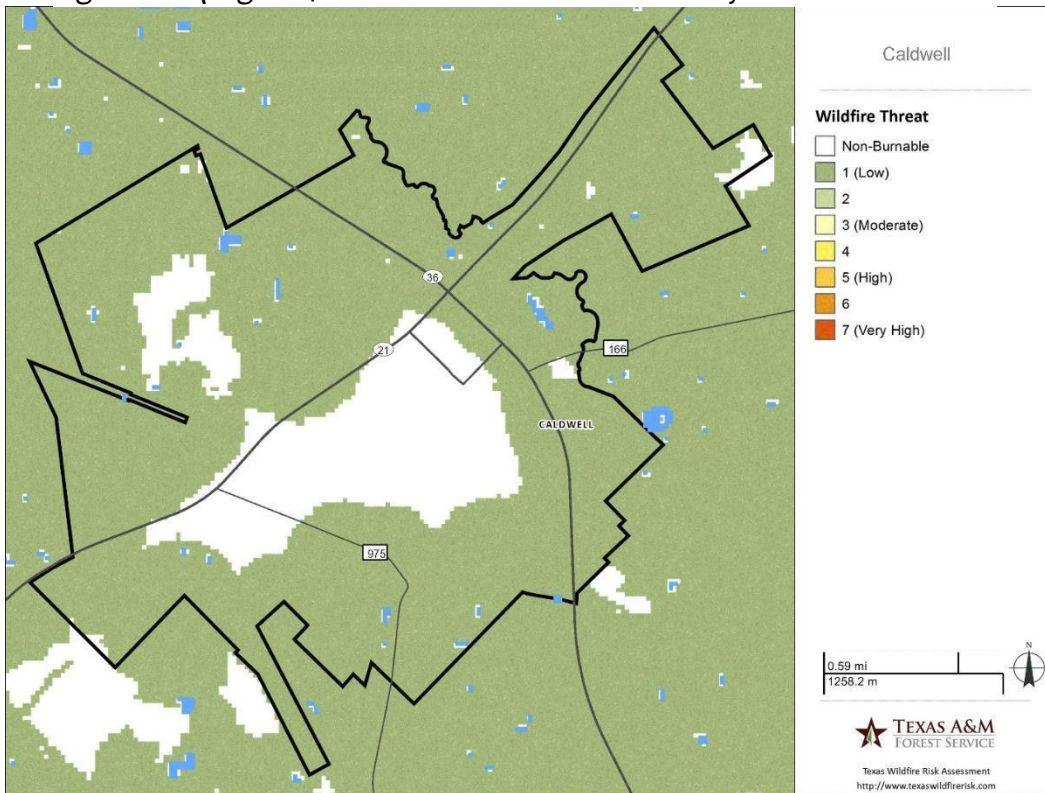 Caldwell
Wildfire Threat
Non-Burnable
1 (Low)
2
3 (Moderate)
4
5 (High)
6
7 (Very High)
36
21
166
CALDWELL
975
N
0.59 mi
1258.2 m
TEXAS A&M
FOREST SERVICE
Texas Wildfire Risk Assessment
http://www.texaswildfirerisk.com